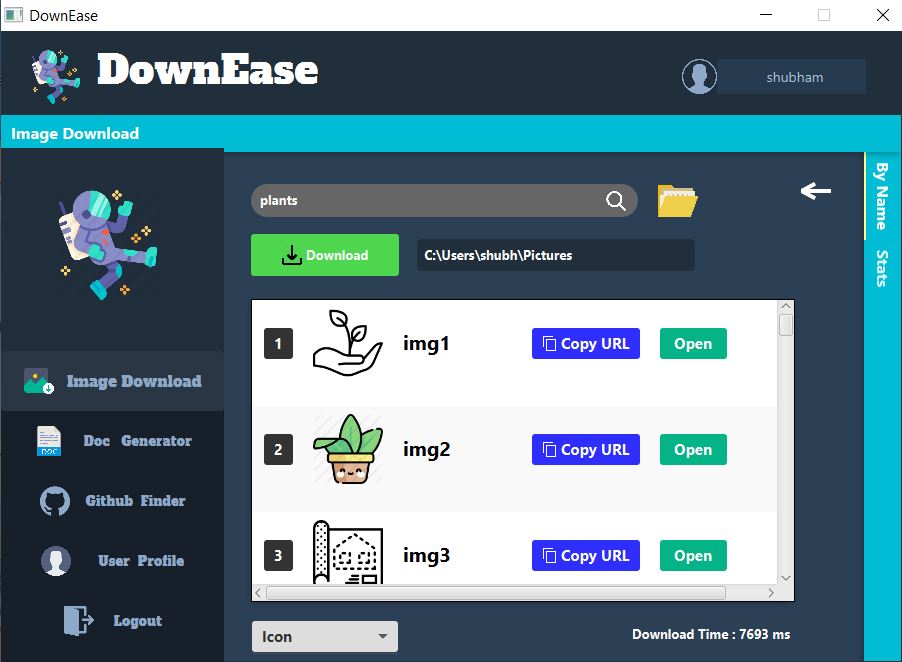 DownEase
DownEase
shubham
Image Download
plants
Download
C:\Users\shubh\Pictures
1
img1
Copy URL
Open
2
img2
Copy URL
Open
3
img3
Copy URL
Open
Icon
Download Time : 7693 ms
Image Download
DOC
Doc Generator
Github Finder
User Profile
Logout
By Name
Stats